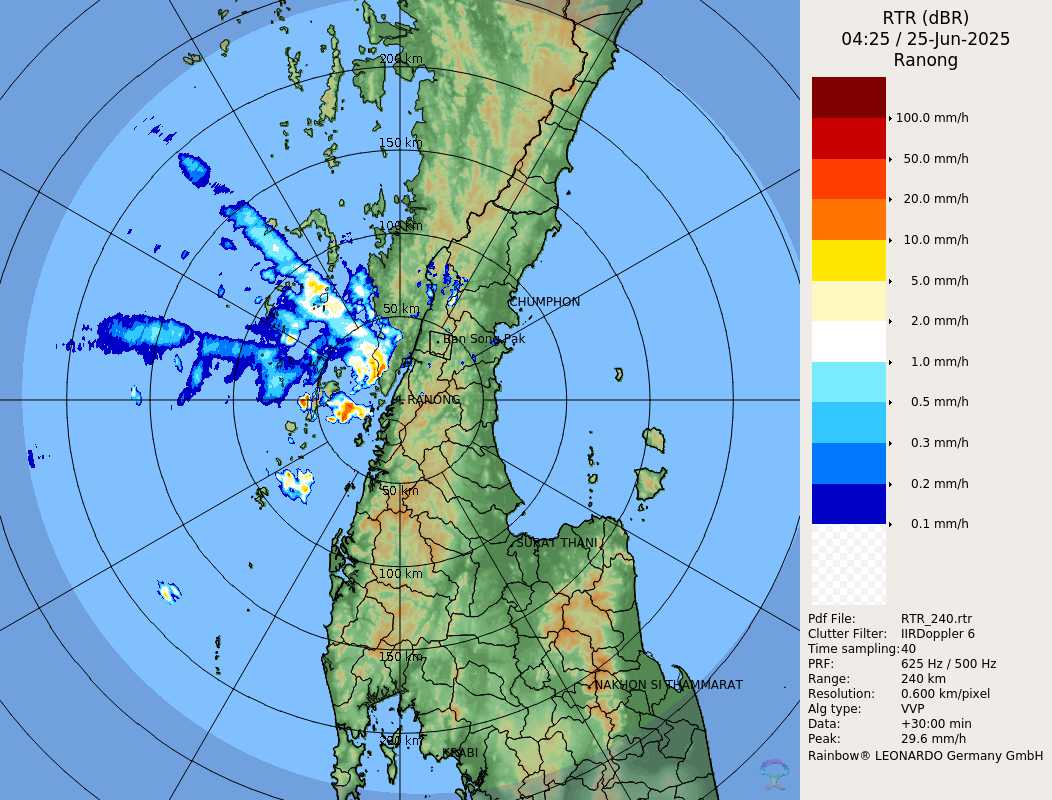 RTR (dBR)
04:25 / 25-Jun-2025
Ranong
100.0 mm/h
50.0 mm/h
20.0 mm/h
10.0 mm/h
5.0 mm/h
2.0 mm/h
1.0 mm/h
0.5 mm/h
0.3 mm/h
0.2 mm/h
0.1 mm/h
Pdf File: RTR_240.rtr
Clutter Filter: IIRDoppler 6
Time sampling:40
PRF: 625 Hz / 500 Hz
Range: 240 km
Resolution: 0.600 km/pixel
Alg type: VVP
Data: +30:00 min
Peak: 29.6 mm/h
Rainbow® LEONARDO Germany GmbH
200 km
150 km
100 km
CHUMPHON
50 km
Ban Song Pak
RANONG
50 km
SURAT THANI
100 km
150 km
NAKHON SI THAMMARAT
200 km
KRABI